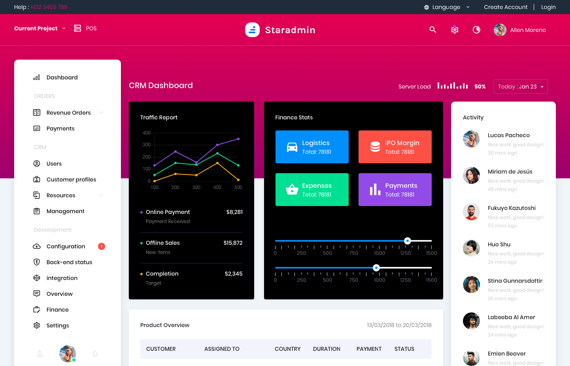 Help : +012 3456 789
Language
Create Account | Login
Current Project
POS
Staradmin
Allen Moreno
Dashboard
ORDERS
Revenue Orders
Payments
CRM
Users
Customer profiles
Resources
Management
Development
Configuration
1
Back-end status
Integration
Overview
Finance
Settings
CRM Dashboard
Server Load
50%
Today : Jan 23
Traffic Report
400
300
200
100
0
100 200 300 400 500
Online Payment $8,281
Payment Received
Offline Sales $15,872
New items
Completion $2,345
Target
Finance Stats
Logistics
Total: 78181
IPO Margin
Total: 78181
Expenses
Total: 78181
Payments
Total: 78181
0 250 500 750 1000 1250 1500
0 250 500 750 1000 1250 1500
Product Overview
13/03/2018 to 20/03/2018
CUSTOMER ASSIGNED TO COUNTRY DURATION PAYMENT STATUS
Activity
Lucas Pacheco
Nice work, good design
Miriam de Jesús
Nice work, good design
Fukuyo Kazutoshi
Nice work, good design
Huo Shu
Nice work, good design
Stina Gunnarsdottir
Nice work, good design
Labeeba Al Amer
Nice work, good design
Emion Beaver
Nice work, good design